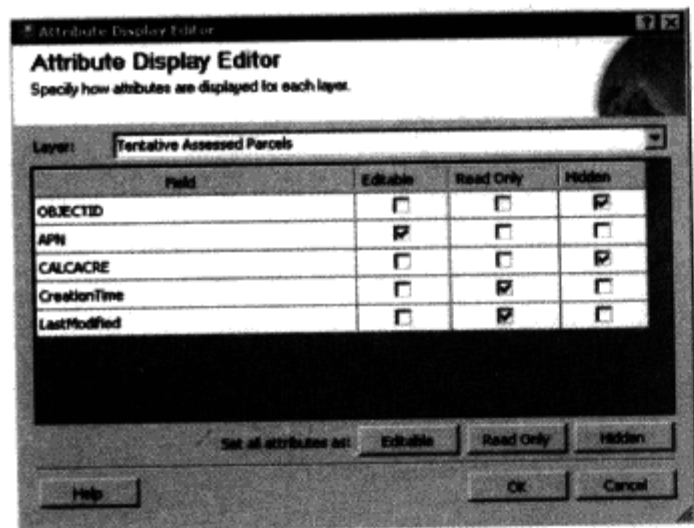 Attribute Display Editor
Attribute Display Editor
Specify how attributes are displayed for each layer.
Layer: Tentative Assessed Parcels
Field Editable Read Only Hidden
OBJECTID
APN
CALCACRE
CreationTime
LastModified
Set all attributes as: Editable Read Only Hidden
Help OK Cancel